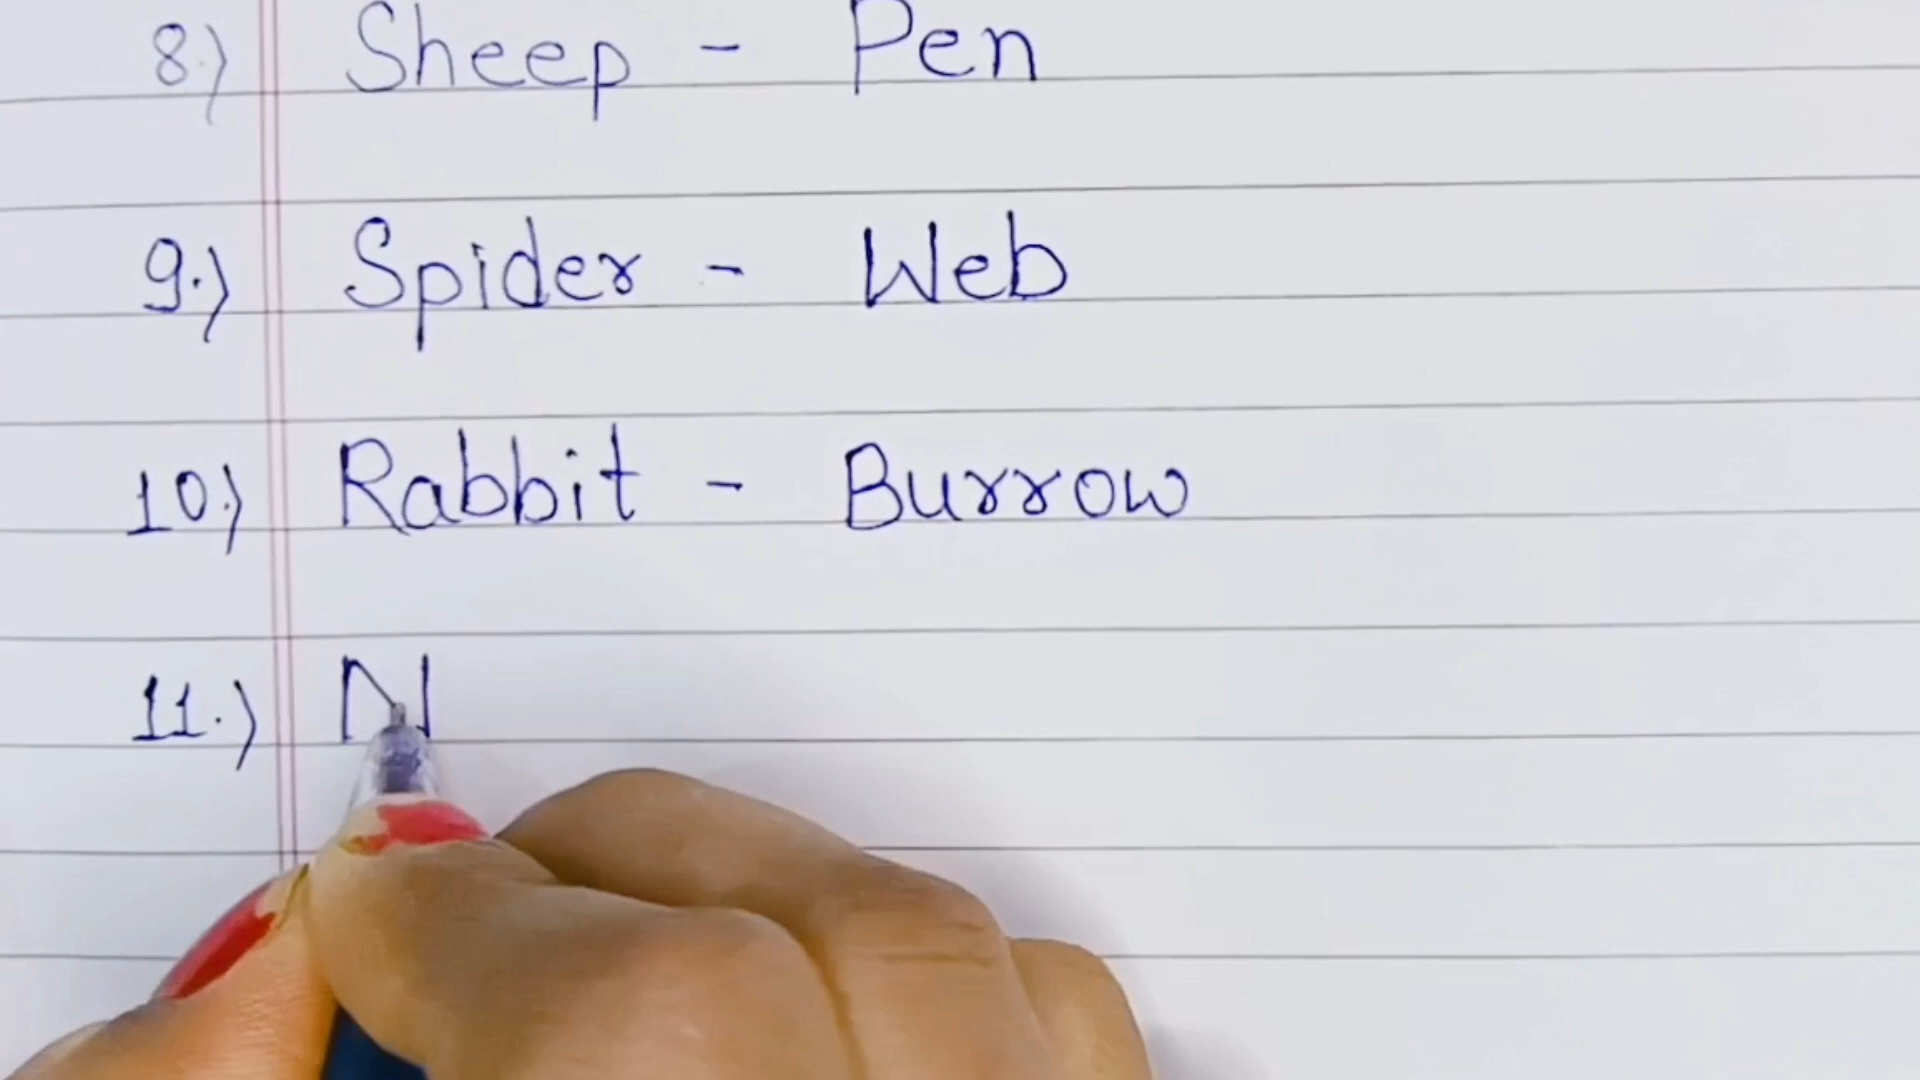 8.) Sheep - Pen
9.) Spider - Web
10.) Rabbit - Burrow
11.) N